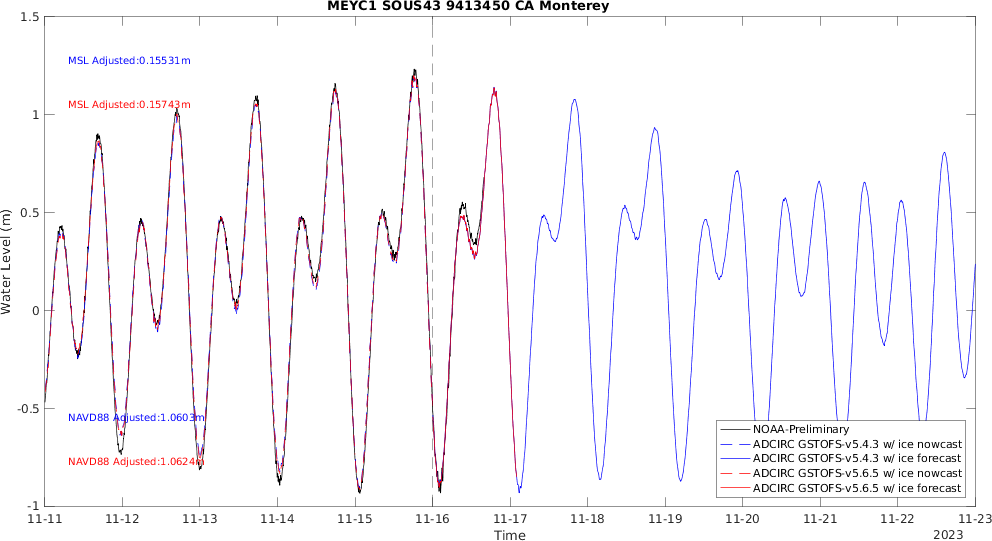 MEYC1 SOUS43 9413450 CA Monterey
1.5
MSL Adjusted:0.15531m
MSL Adjusted:0.15743m
1
0.5
Water Level (m)
0
-0.5
NAVD88 Adjusted:1.0603m
NAVD88 Adjusted:1.0624m
NOAA-Preliminary
ADCIRC GSTOFS-v5.4.3 w/ ice nowcast
ADCIRC GSTOFS-v5.4.3 w/ ice forecast
ADCIRC GSTOFS-v5.6.5 w/ ice nowcast
ADCIRC GSTOFS-v5.6.5 w/ ice forecast
-1
11-11 11-12 11-13 11-14 11-15 11-16 11-17 11-18 11-19 11-20 11-21 11-22 11-23
Time
2023